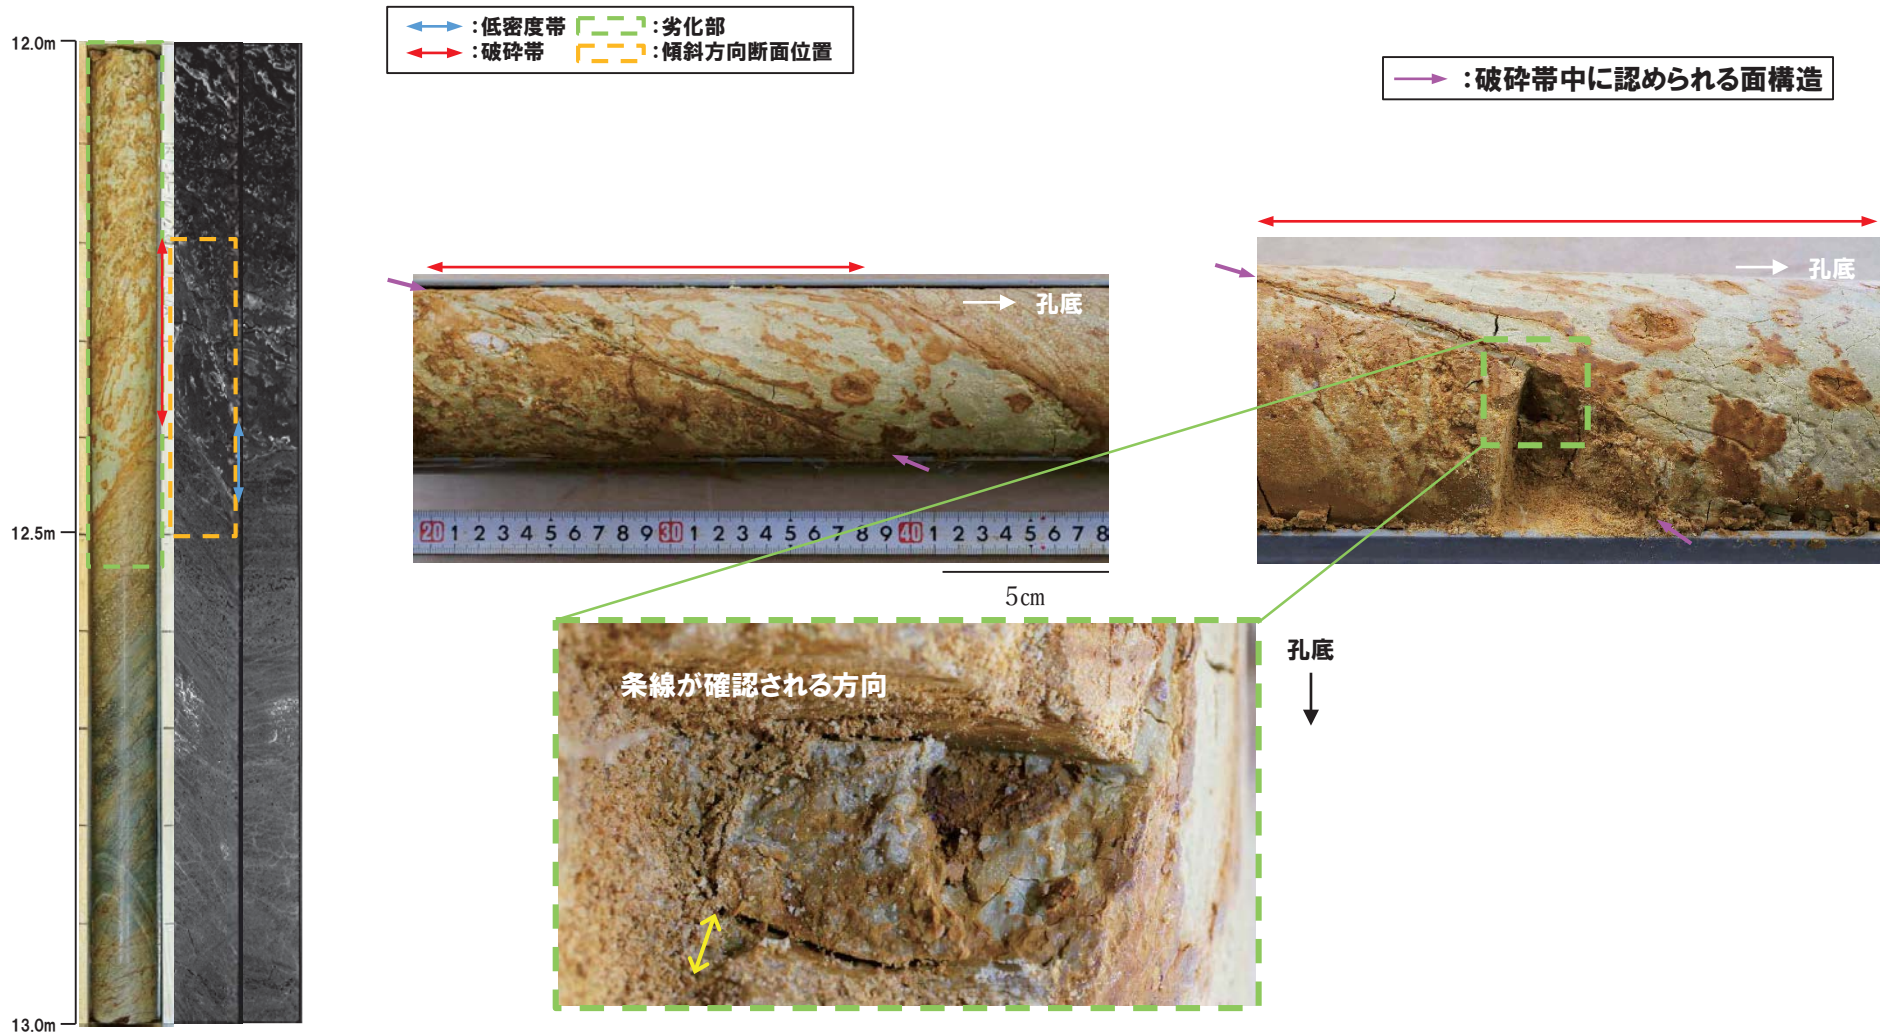 :低密度帯
:劣化部
:破砕帯
:傾斜方向断面位置
:破砕帯中に認められる面構造
12.0m
12.5m
13.0m
孔底
20 1 2 3 4 5 6 7 8 9 30 1 2 3 4 5 6 7 8 9 40 1 2 3 4 5 6 7 8
5cm
孔底
条線が確認される方向
孔底